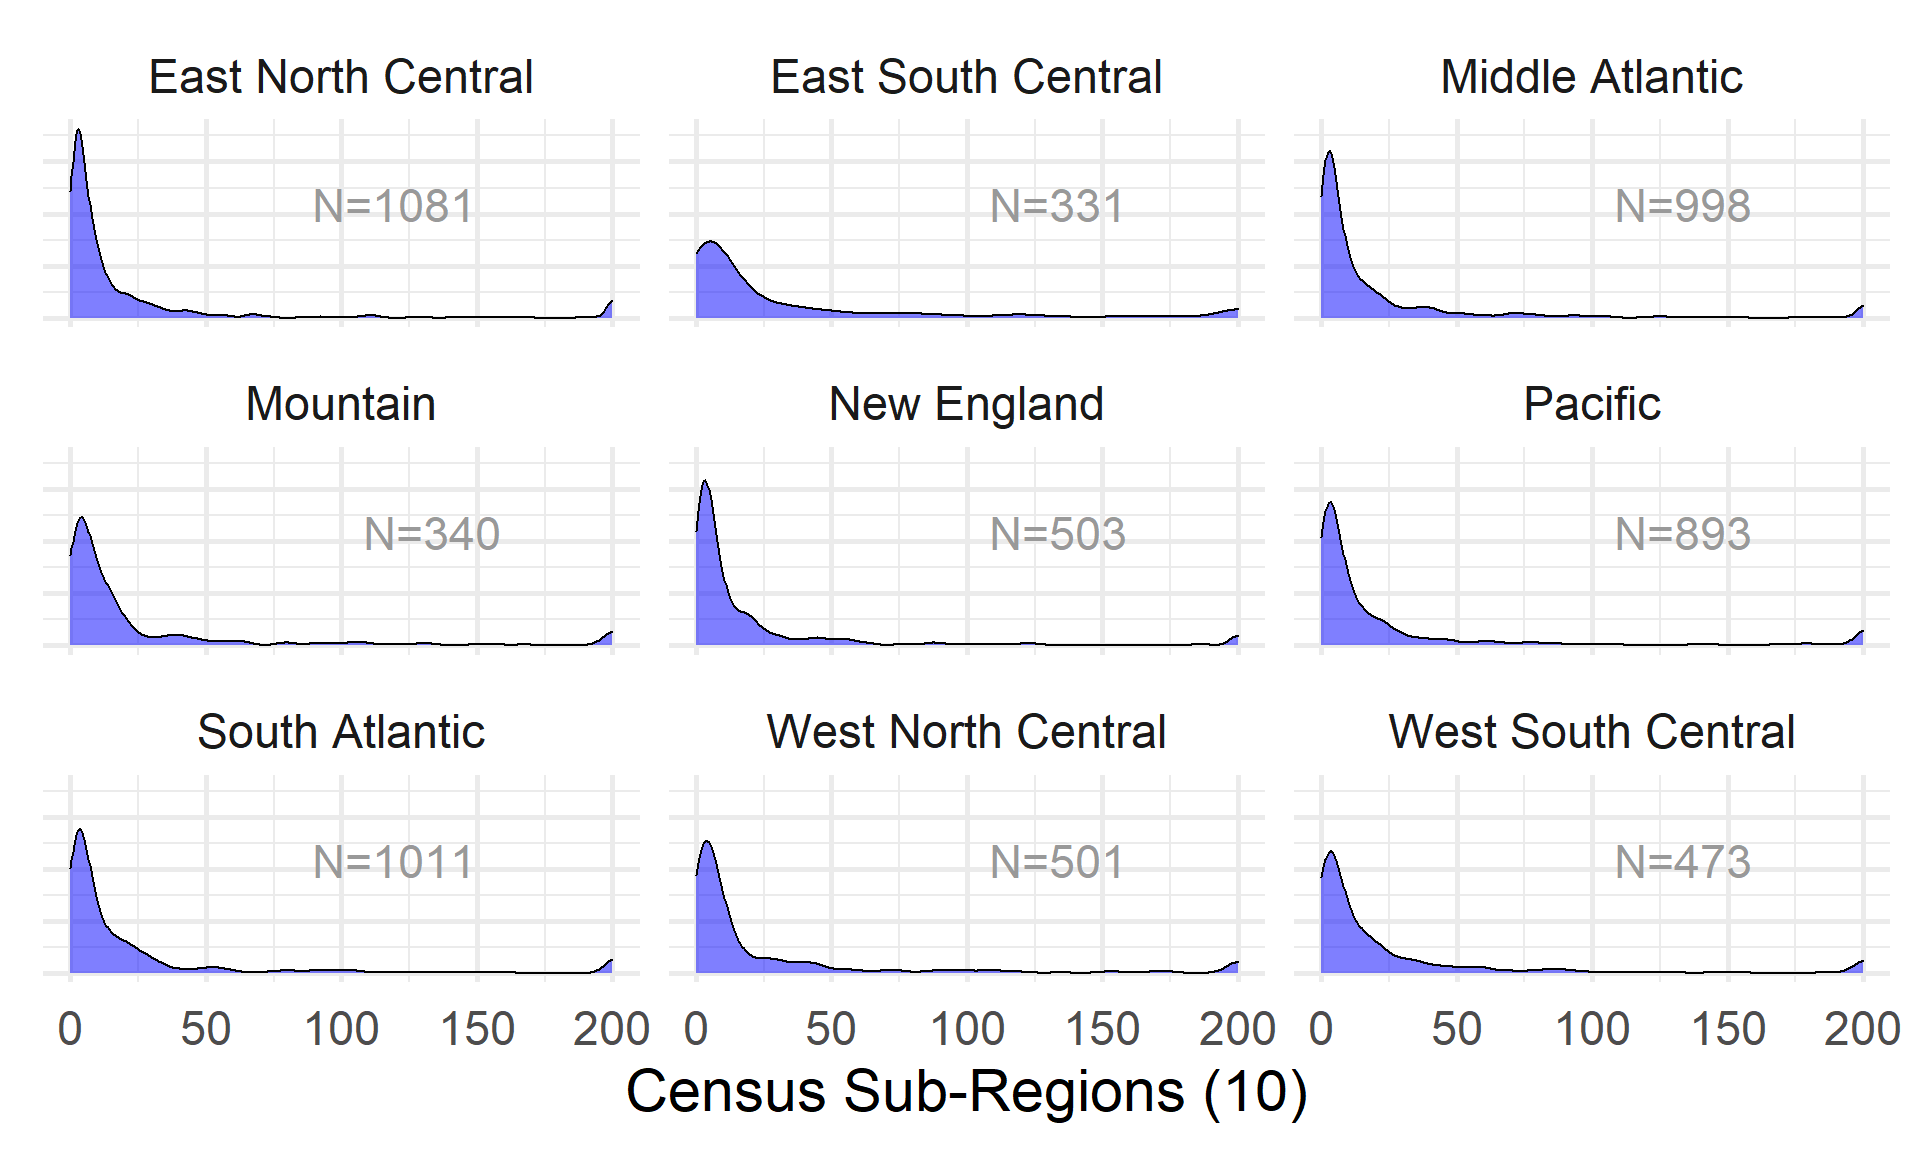 East North Central East South Central Middle Atlantic
N=1081 N=331 N=998
Mountain New England Pacific
N=340 N=503 N=893
South Atlantic West North Central West South Central
N=1011 N=501 N=473
0 50 100 150 200 0 50 100 150 200 0 50 100 150 200
Census Sub-Regions (10)